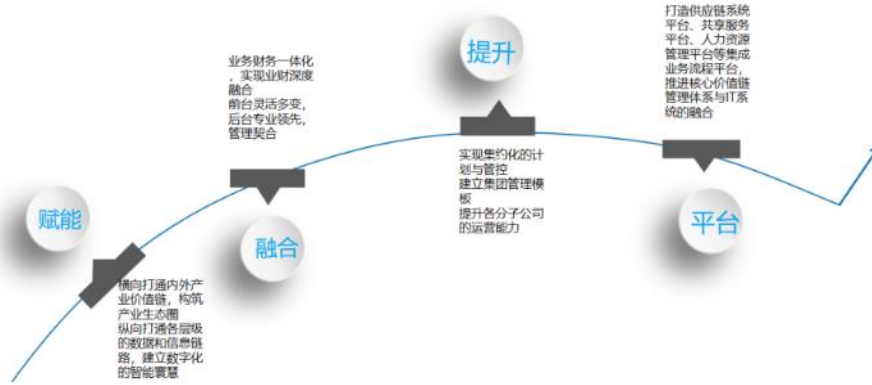 赋能
横向打通内外产
业价值链，构筑
产业生态圈
纵向打通各层级
的数据和信息链
路，建立数字化
的智能寰慧
业务财务一体化
，实现业财深度
融合
前台灵活多变，
后台专业领先，
管理契合
融合
提升
实现集约化的计
划与管控
建立集团管理模
板
提升各分子公司
的运营能力
打造供应链系统
平台、共享服务
平台、人力资源
管理平台等集成
业务流程平台，
推进核心价值链
管理体系与IT系
统的融合
平台